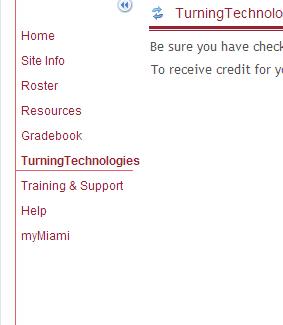 TurningTechnolo
Be sure you have check
To receive credit for y
Home
Site Info
Roster
Resources
Gradebook
TurningTechnologies
Training & Support
Help
myMiami